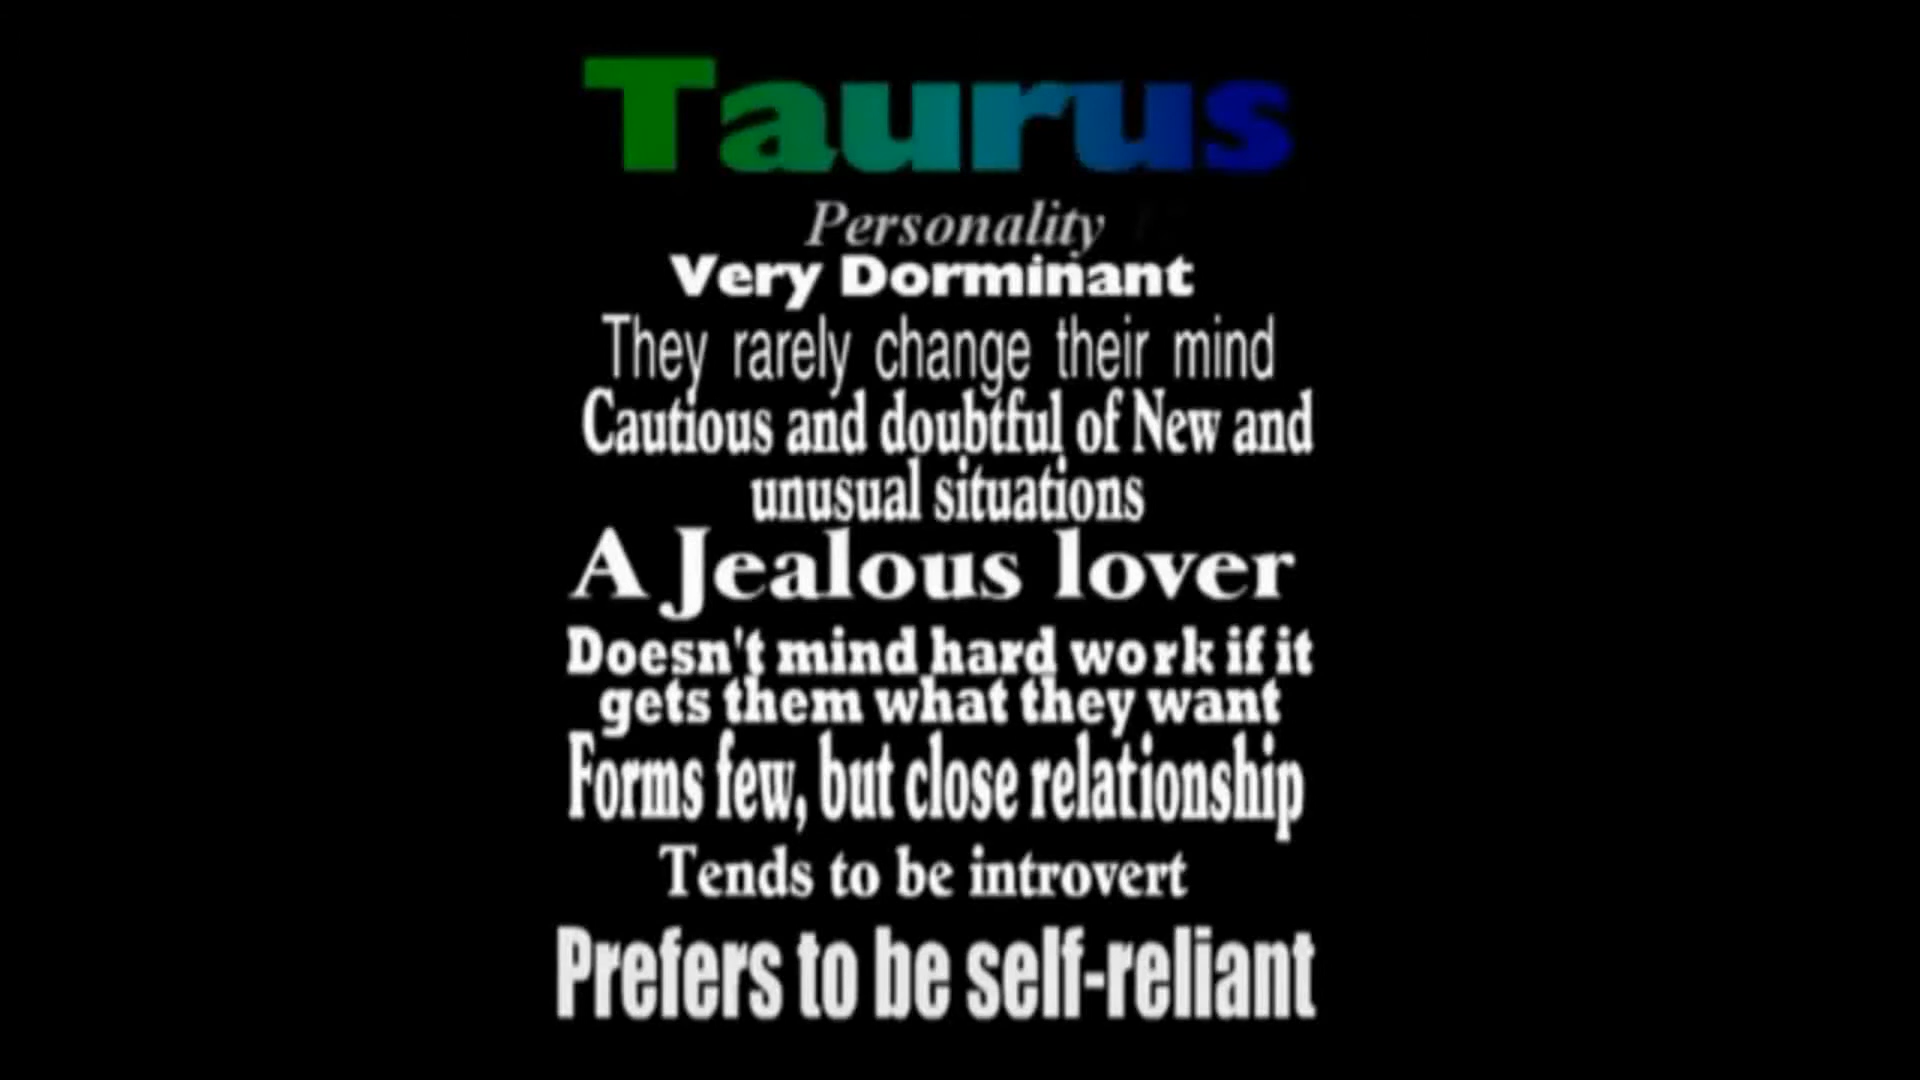 Taurus
Personality
Very Dorminant
They rarely change their mind
Cautious and doubtful of New and
unusual situations
A Jealous lover
Doesn't mind hard work if it
gets them what they want
Forms few, but close relationship
Tends to be introvert
Prefers to be self-reliant